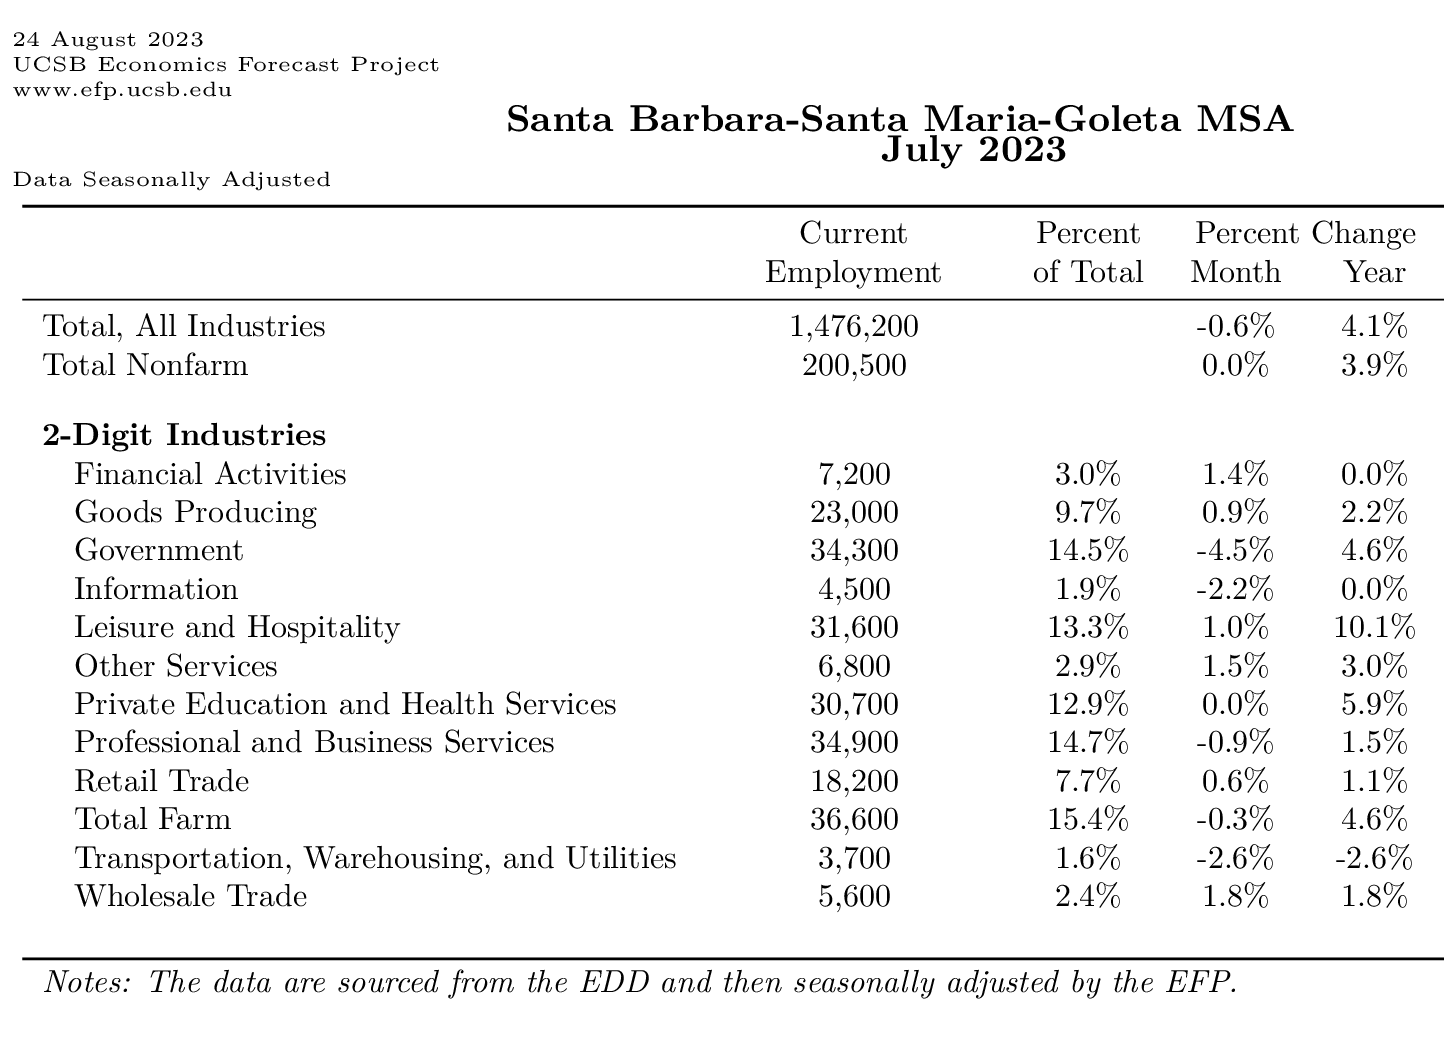 24 August 2023
UCSB Economics Forecast Project
www.efp.ucsb.edu
Santa Barbara-Santa Maria-Goleta MSA
July 2023
Data Seasonally Adjusted
Current Percent Percent Change
Employment of Total Month Year
Total, All Industries 1,476,200 -0.6% 4.1%
Total Nonfarm 200,500 0.0% 3.9%
2-Digit Industries
Financial Activities 7,200 3.0% 1.4% 0.0%
Goods Producing 23,000 9.7% 0.9% 2.2%
Government 34,300 14.5% -4.5% 4.6%
Information 4,500 1.9% -2.2% 0.0%
Leisure and Hospitality 31,600 13.3% 1.0% 10.1%
Other Services 6,800 2.9% 1.5% 3.0%
Private Education and Health Services 30,700 12.9% 0.0% 5.9%
Professional and Business Services 34,900 14.7% -0.9% 1.5%
Retail Trade 18,200 7.7% 0.6% 1.1%
Total Farm 36,600 15.4% -0.3% 4.6%
Transportation, Warehousing, and Utilities 3,700 1.6% -2.6% -2.6%
Wholesale Trade 5,600 2.4% 1.8% 1.8%
Notes: The data are sourced from the EDD and then seasonally adjusted by the EFP.